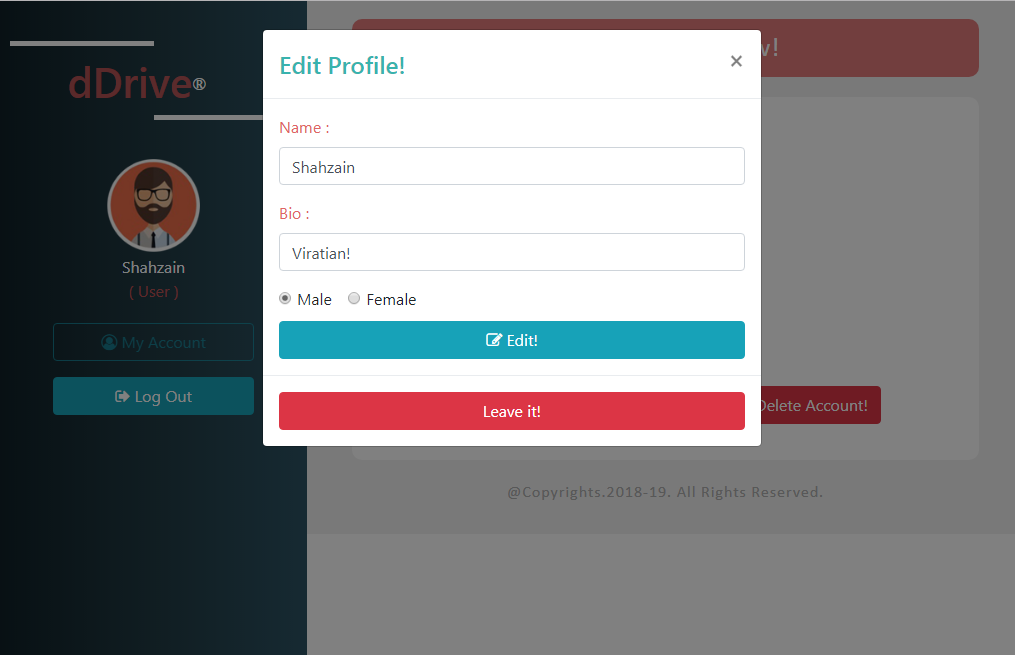 dDrive®
Shahzain
( User )
My Account
Log Out
Edit Profile!
×
Name :
Shahzain
Bio :
Viratian!
Male Female
Edit!
Leave it!
Delete Account!
@Copyrights.2018-19. All Rights Reserved.